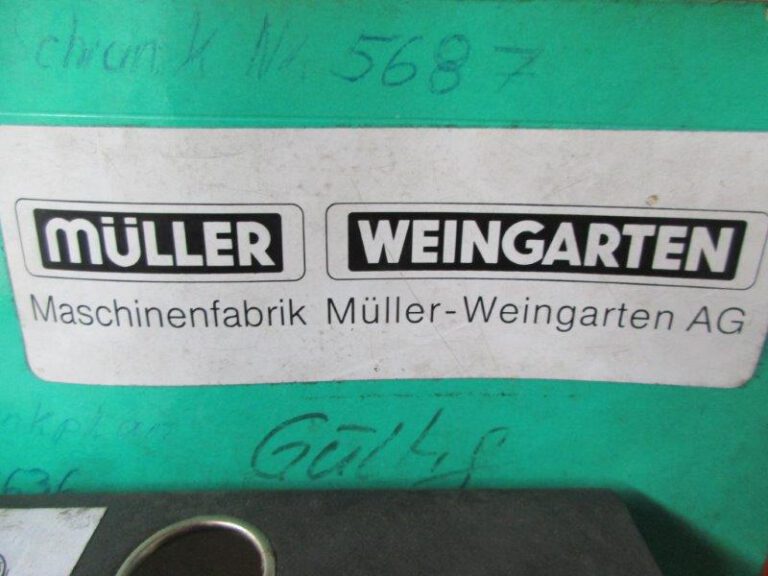 Schrank Nr. 5687
MÜLLER WEINGARTEN
Maschinenfabrik Müller-Weingarten AG
Gültig